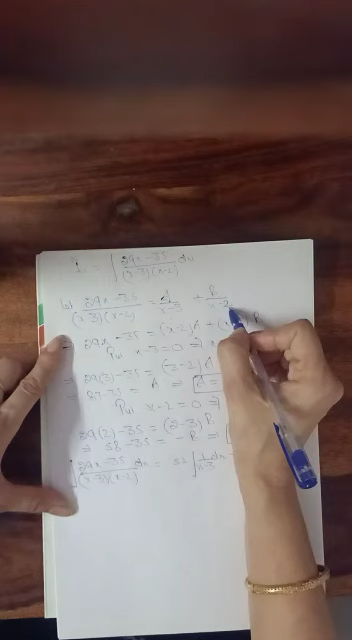 I = ∫ 29x-35/(x-3)(x-2) dx
let 29x-35/(x-3)(x-2) = A/x-3 + B/x-2
29x-35 = (x-2)A + (x B
Put x-3=0 ⇒ x
⇒ 29(3)-35 = (3-2)A
⇒ 87-35 = A ⇒ A =
Put x-2=0 ⇒
29(2)-35 = (2-3)B
⇒ 58-35 = -B ⇒
∫ 29x-35/(x-3)(x-2) dx = 52 ∫ 1/x-3 dx -